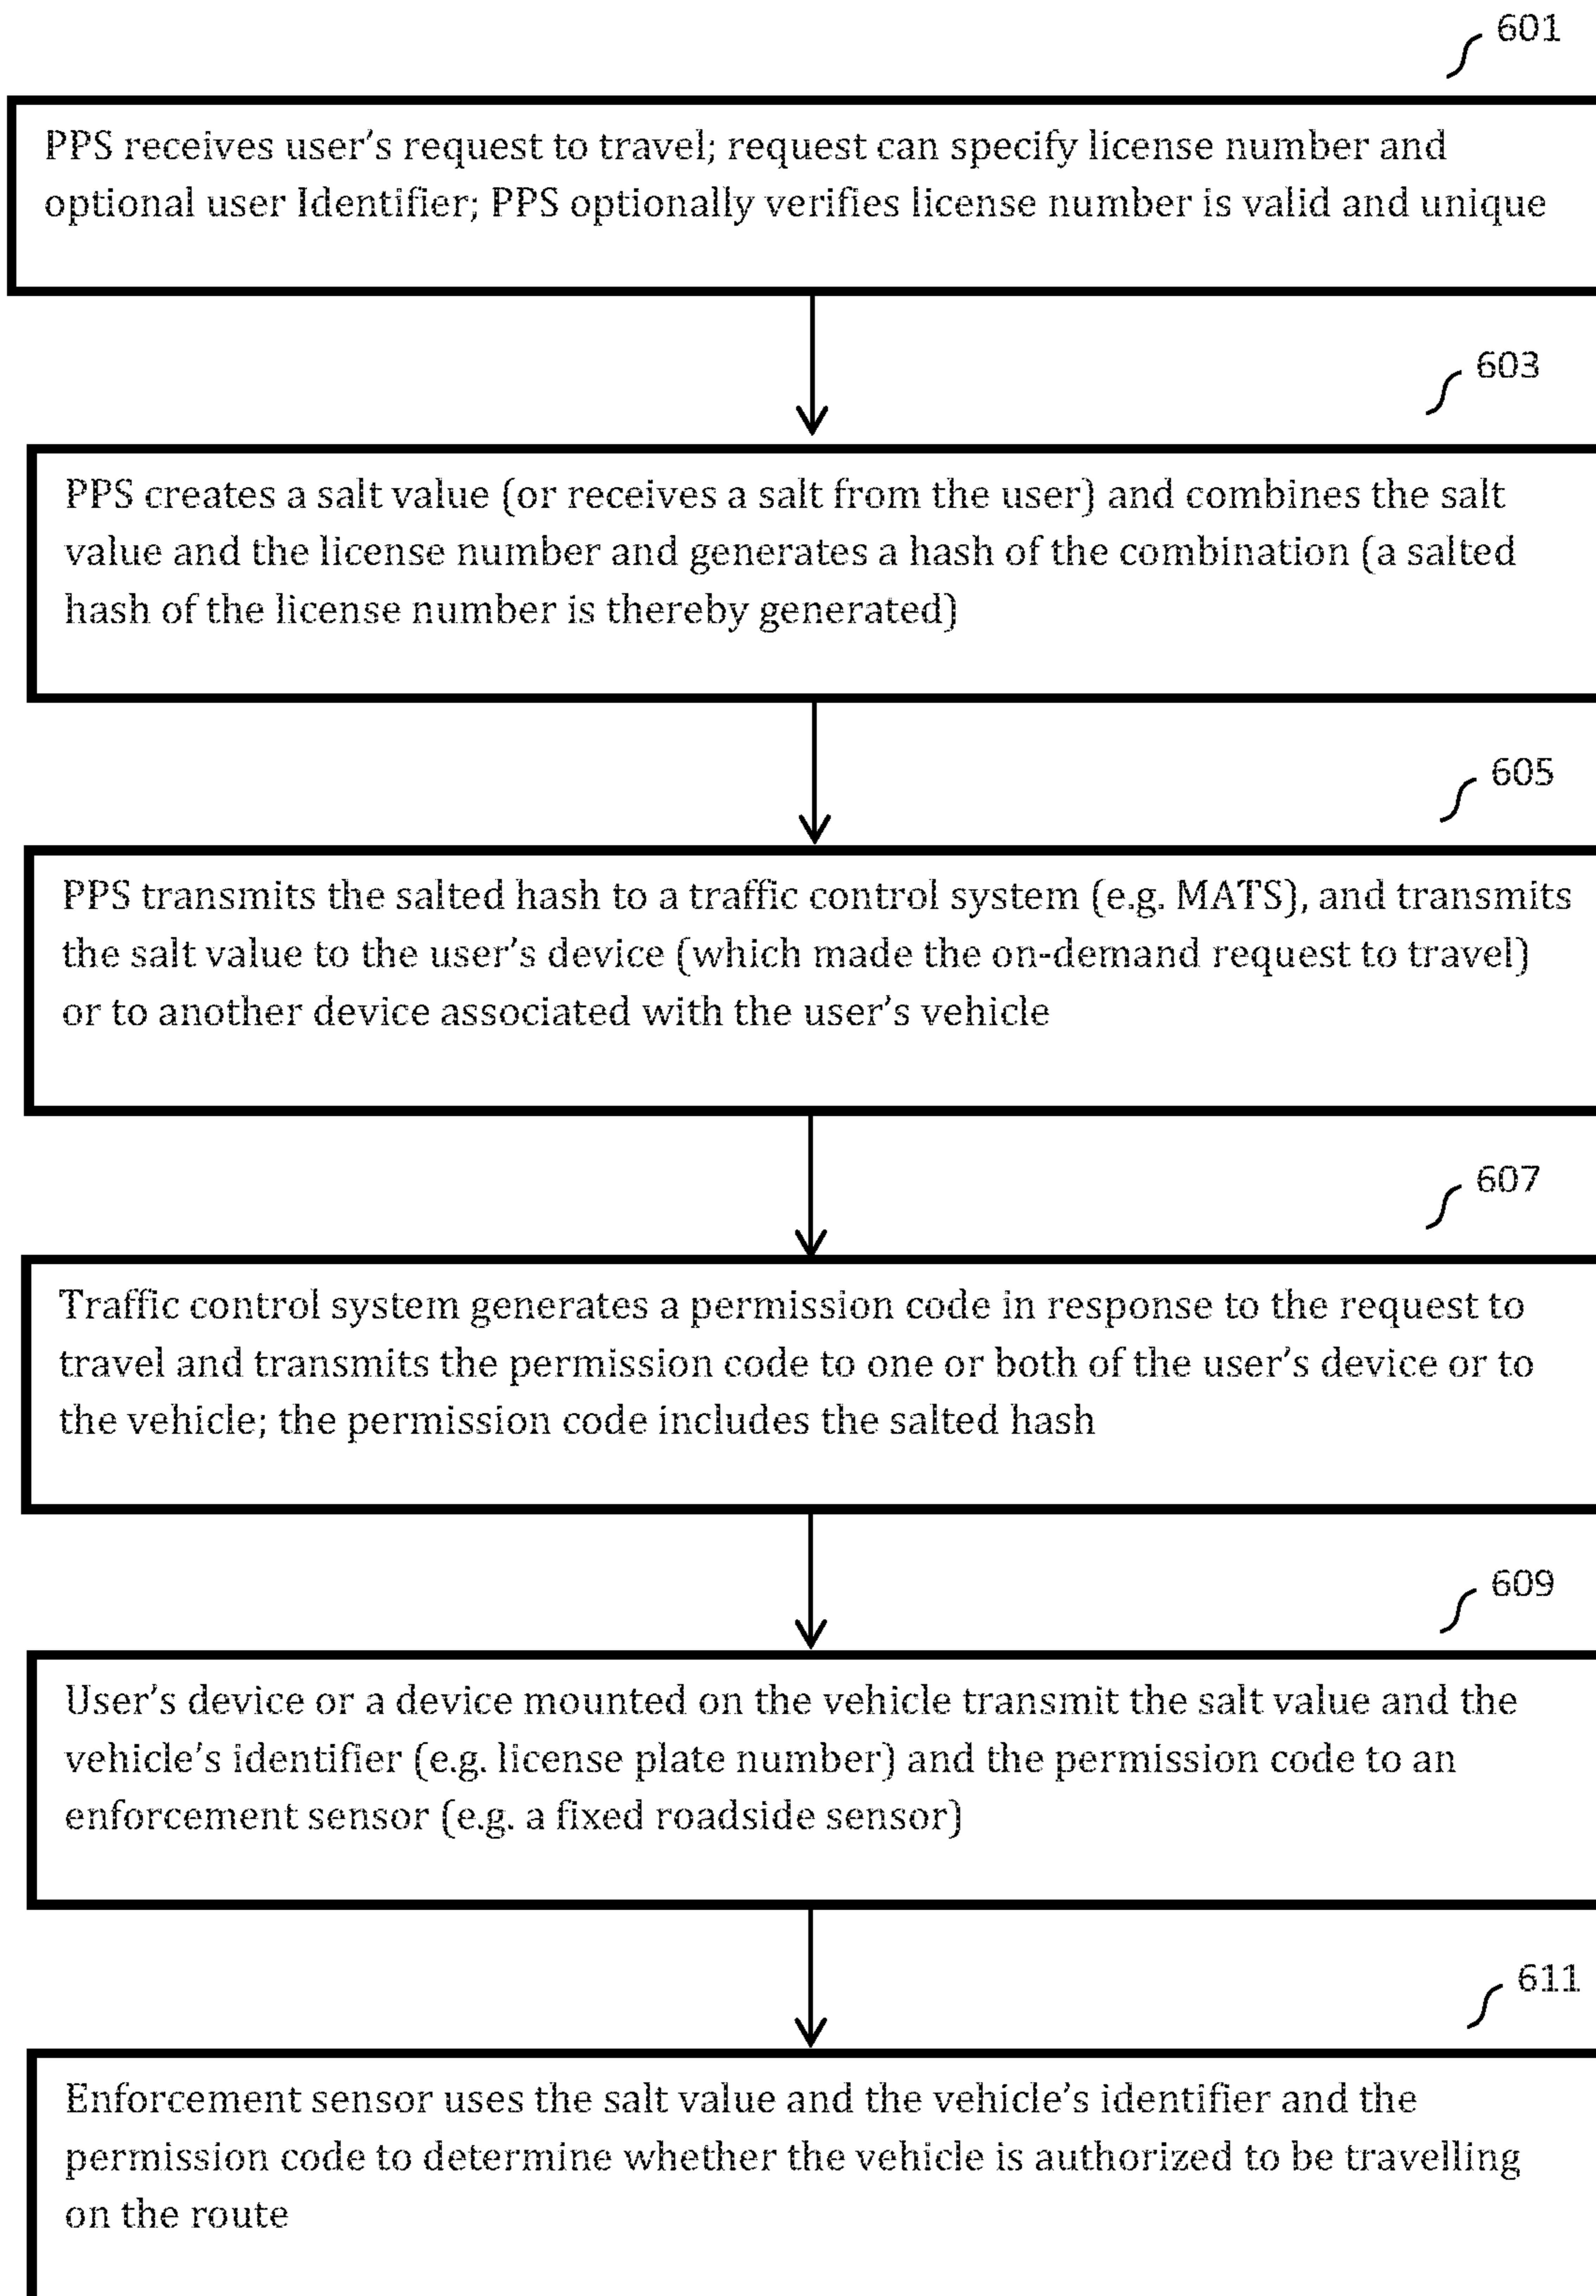 601
PPS receives user's request to travel; request can specify license number and
optional user Identifier; PPS optionally verifies license number is valid and unique
603
PPS creates a salt value (or receives a salt from the user) and combines the salt
value and the license number and generates a hash of the combination (a salted
hash of the license number is thereby generated)
605
PPS transmits the salted hash to a traffic control system (e.g. MATS), and transmits
the salt value to the user's device (which made the on-demand request to travel)
or to another device associated with the user's vehicle
607
Traffic control system generates a permission code in response to the request to
travel and transmits the permission code to one or both of the user's device or to
the vehicle; the permission code includes the salted hash
609
User's device or a device mounted on the vehicle transmit the salt value and the
vehicle's identifier (e.g. license plate number) and the permission code to an
enforcement sensor (e.g. a fixed roadside sensor)
611
Enforcement sensor uses the salt value and the vehicle's identifier and the
permission code to determine whether the vehicle is authorized to be travelling
on the route